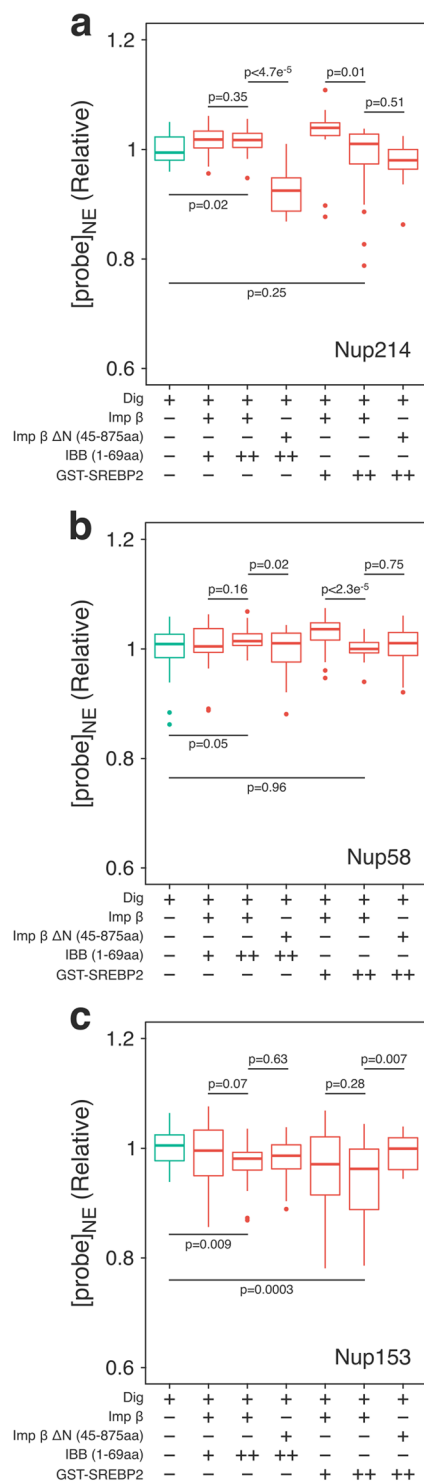 a
1.2
p<4.7e-5 p=0.01
p=0.35 p=0.51
1
p=0.02
[probe]NE (Relative)
0.8
p=0.25
Nup214
0.6
Dig + + + + + + +
Imp β − + + − + + −
Imp β ΔN (45-875aa) − − − + − − +
IBB (1-69aa) − + ++ ++ − − −
GST-SREBP2 − − − − + ++ ++
b
1.2
p=0.02 p=0.75
p=0.16 p<2.3e-5
1
p=0.05
[probe]NE (Relative)
0.8
p=0.96
Nup58
0.6
Dig + + + + + + +
Imp β − + + − + + −
Imp β ΔN (45-875aa) − − − + − − +
IBB (1-69aa) − + ++ ++ − − −
GST-SREBP2 − − − − + ++ ++
c
1.2
p=0.63 p=0.007
p=0.07 p=0.28
1
[probe]NE (Relative)
p=0.009
0.8
p=0.0003
Nup153
0.6
Dig + + + + + + +
Imp β − + + − + + −
Imp β ΔN (45-875aa) − − − + − − +
IBB (1-69aa) − + ++ ++ − − −
GST-SREBP2 − − − − + ++ ++